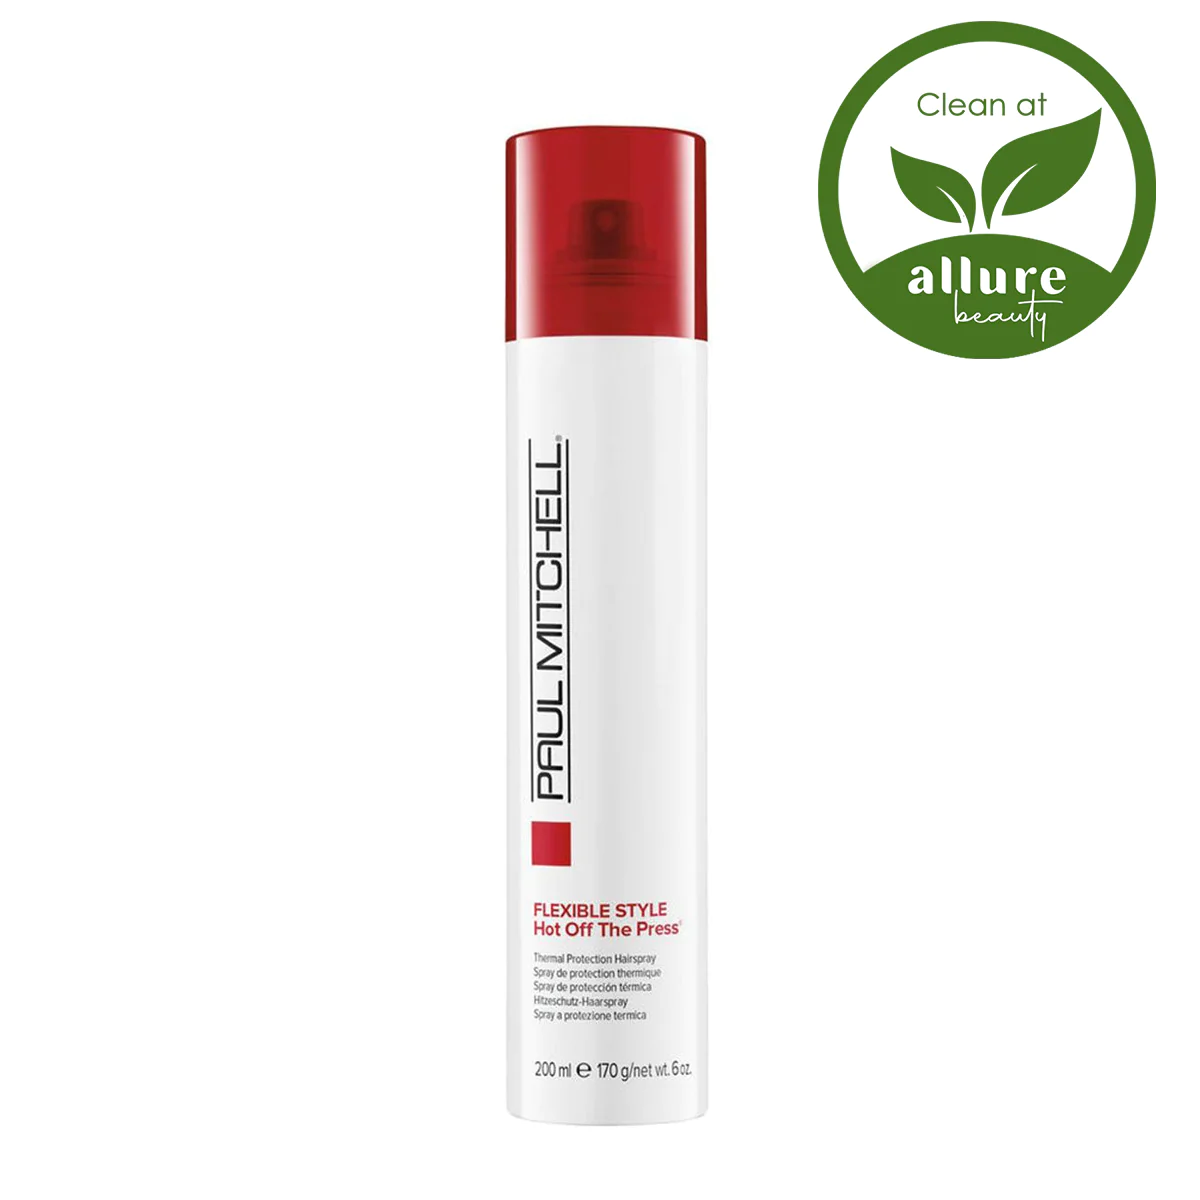 Clean at
allure
beauty
PAUL MITCHELL®
FLEXIBLE STYLE
Hot Off The Press®
Thermal Protection Hairspray
Spray de protection thermique
Spray de protección térmica
Hitzeschutz-Haarspray
Spray a protezione termica
200 ml e 170 g/net wt. 6 oz.